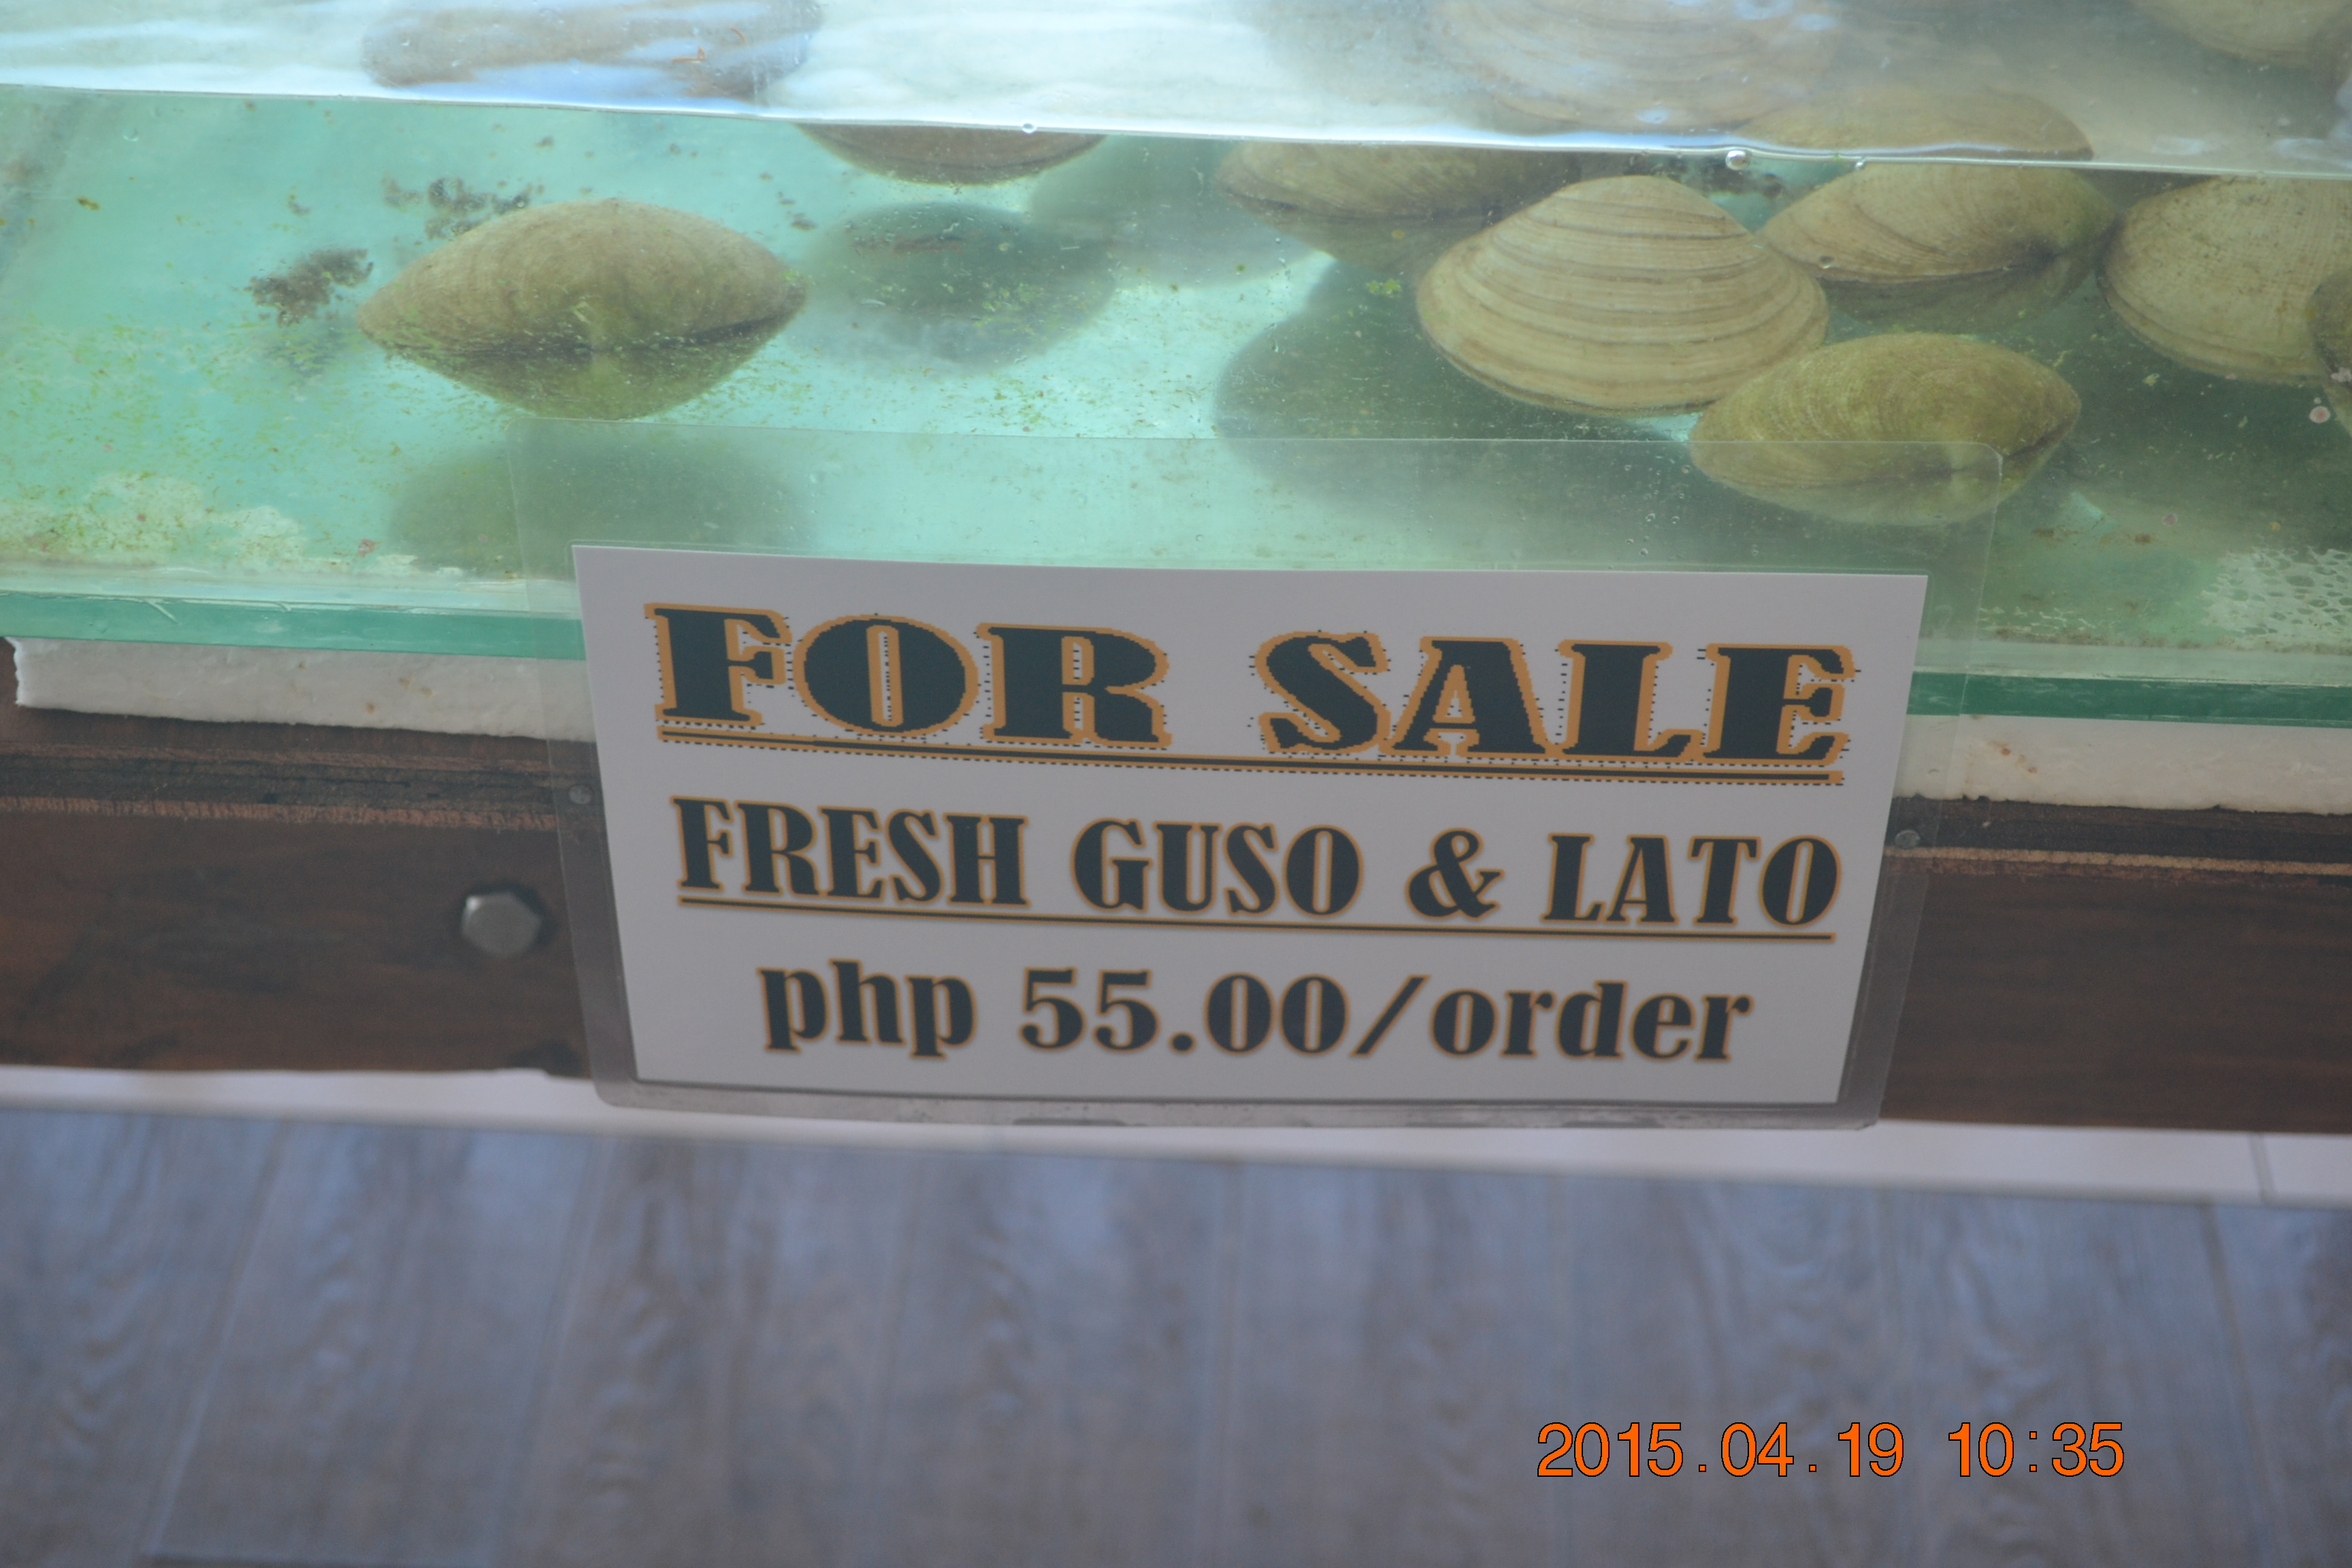 FOR SALE
FRESH GUSO & LATO
php 55.00/order
2015.04.19 10:35